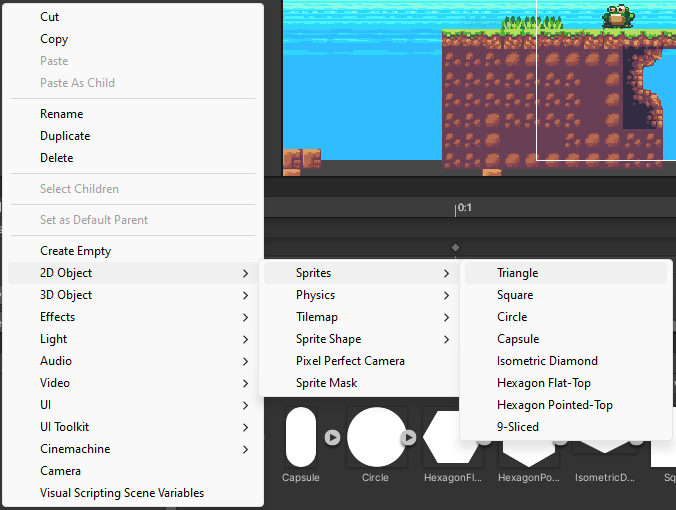 Cut
Copy
Paste
Paste As Child
Rename
Duplicate
Delete
Select Children
Set as Default Parent
Create Empty
2D Object
3D Object
Effects
Light
Audio
Video
UI
UI Toolkit
Cinemachine
Camera
Visual Scripting Scene Variables
Sprites
Physics
Tilemap
Sprite Shape
Pixel Perfect Camera
Sprite Mask
Triangle
Square
Circle
Capsule
Isometric Diamond
Hexagon Flat-Top
Hexagon Pointed-Top
9-Sliced
0:1
Capsule
Circle
HexagonFl...
HexagonPo...
IsometricD...
Sq